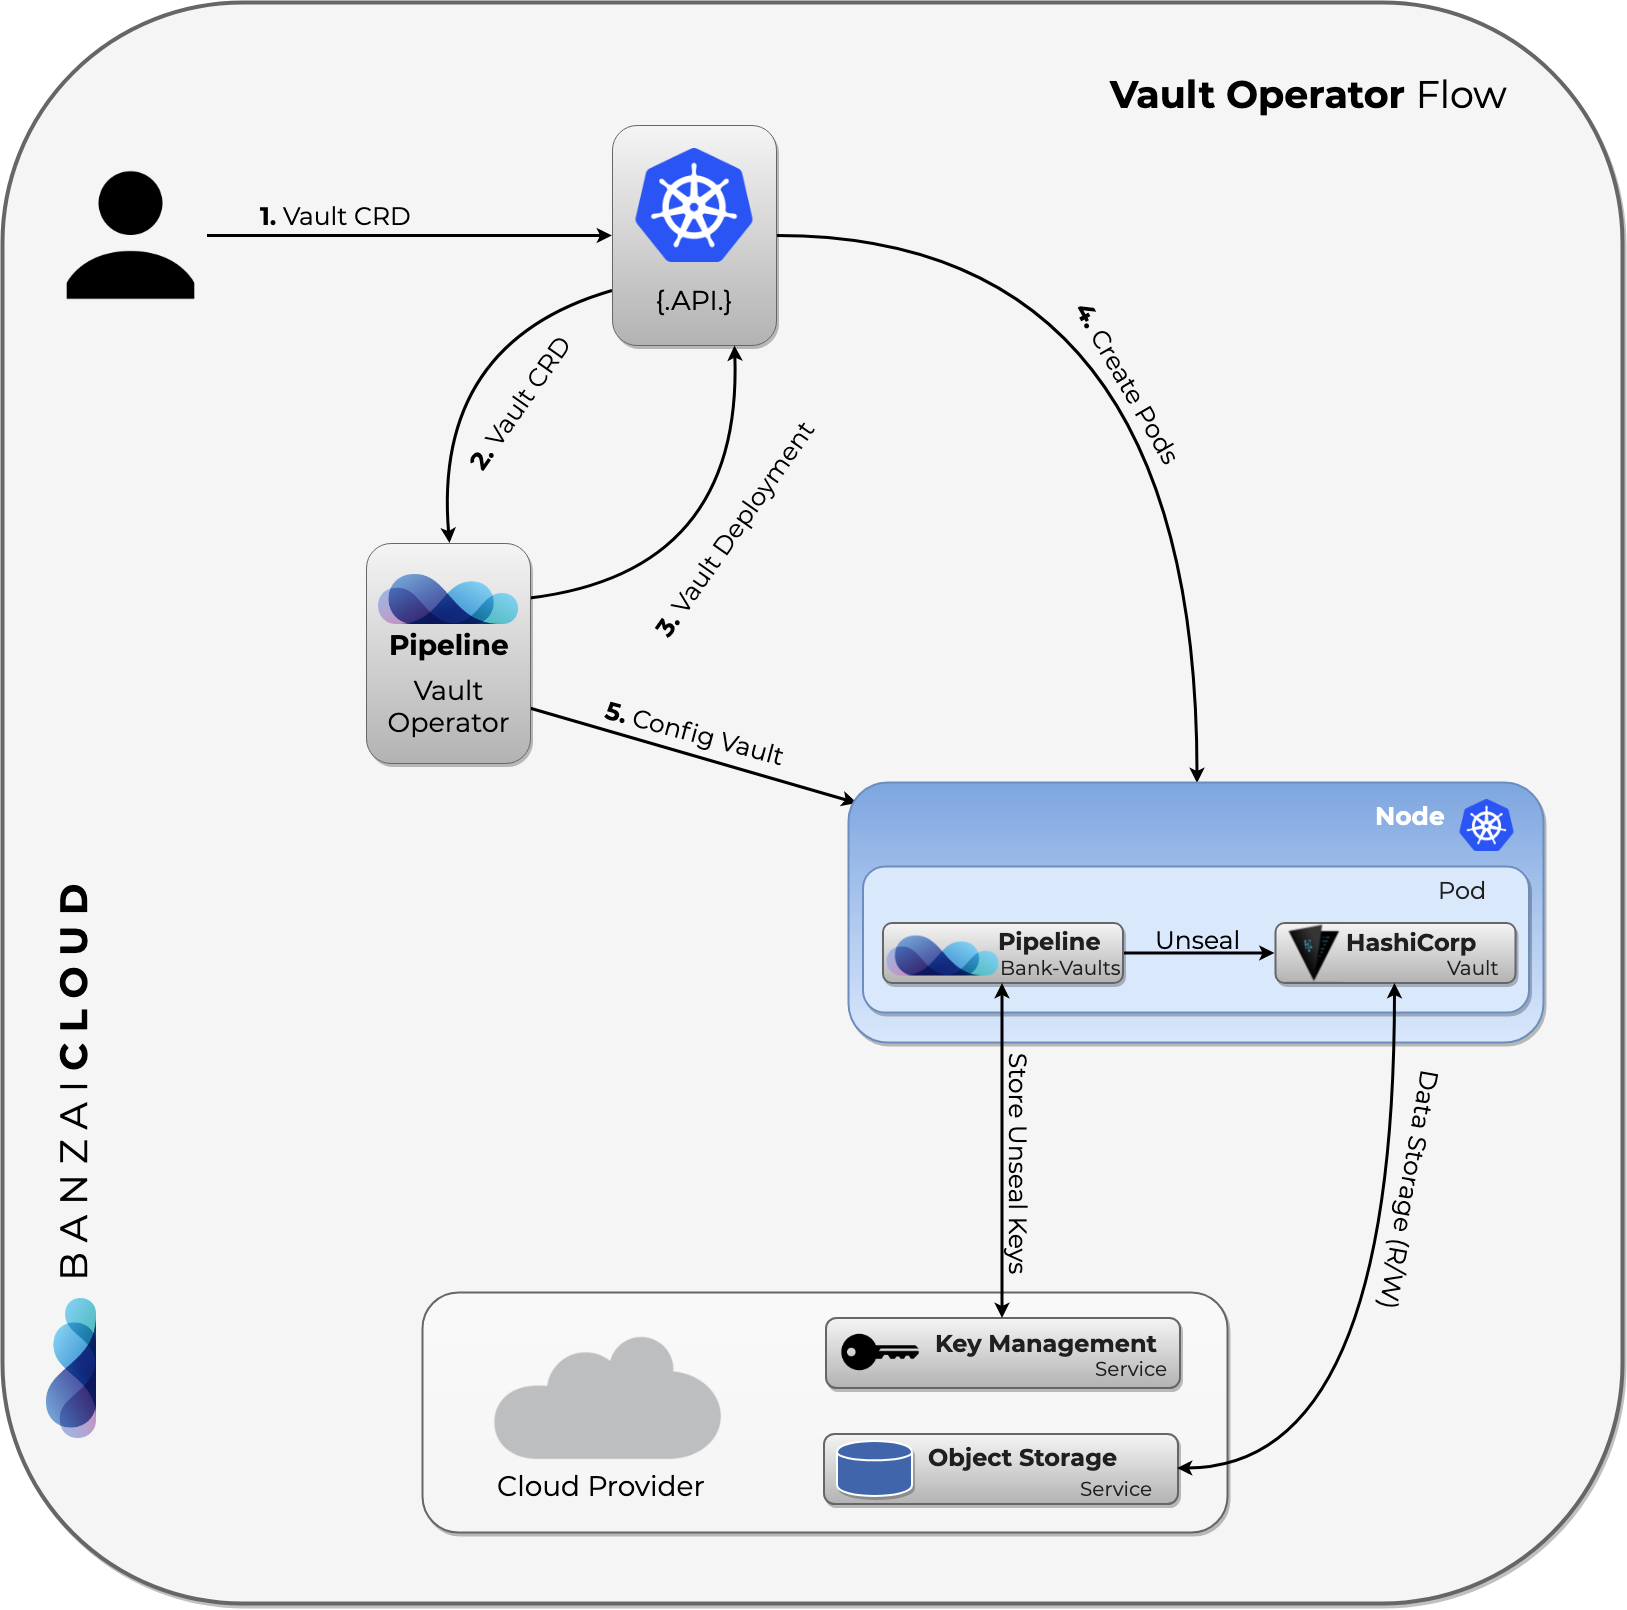 Vault Operator Flow
1. Vault CRD
{.API.}
2. Vault CRD
3. Vault Deployment
4. Create Pods
Pipeline
Vault
Operator
5. Config Vault
Node
Pod
Pipeline
Bank-Vaults
Unseal
HashiCorp
Vault
Store Unseal Keys
Data Storage (R/W)
Cloud Provider
Key Management
Service
Object Storage
Service
BANZAICLOUD